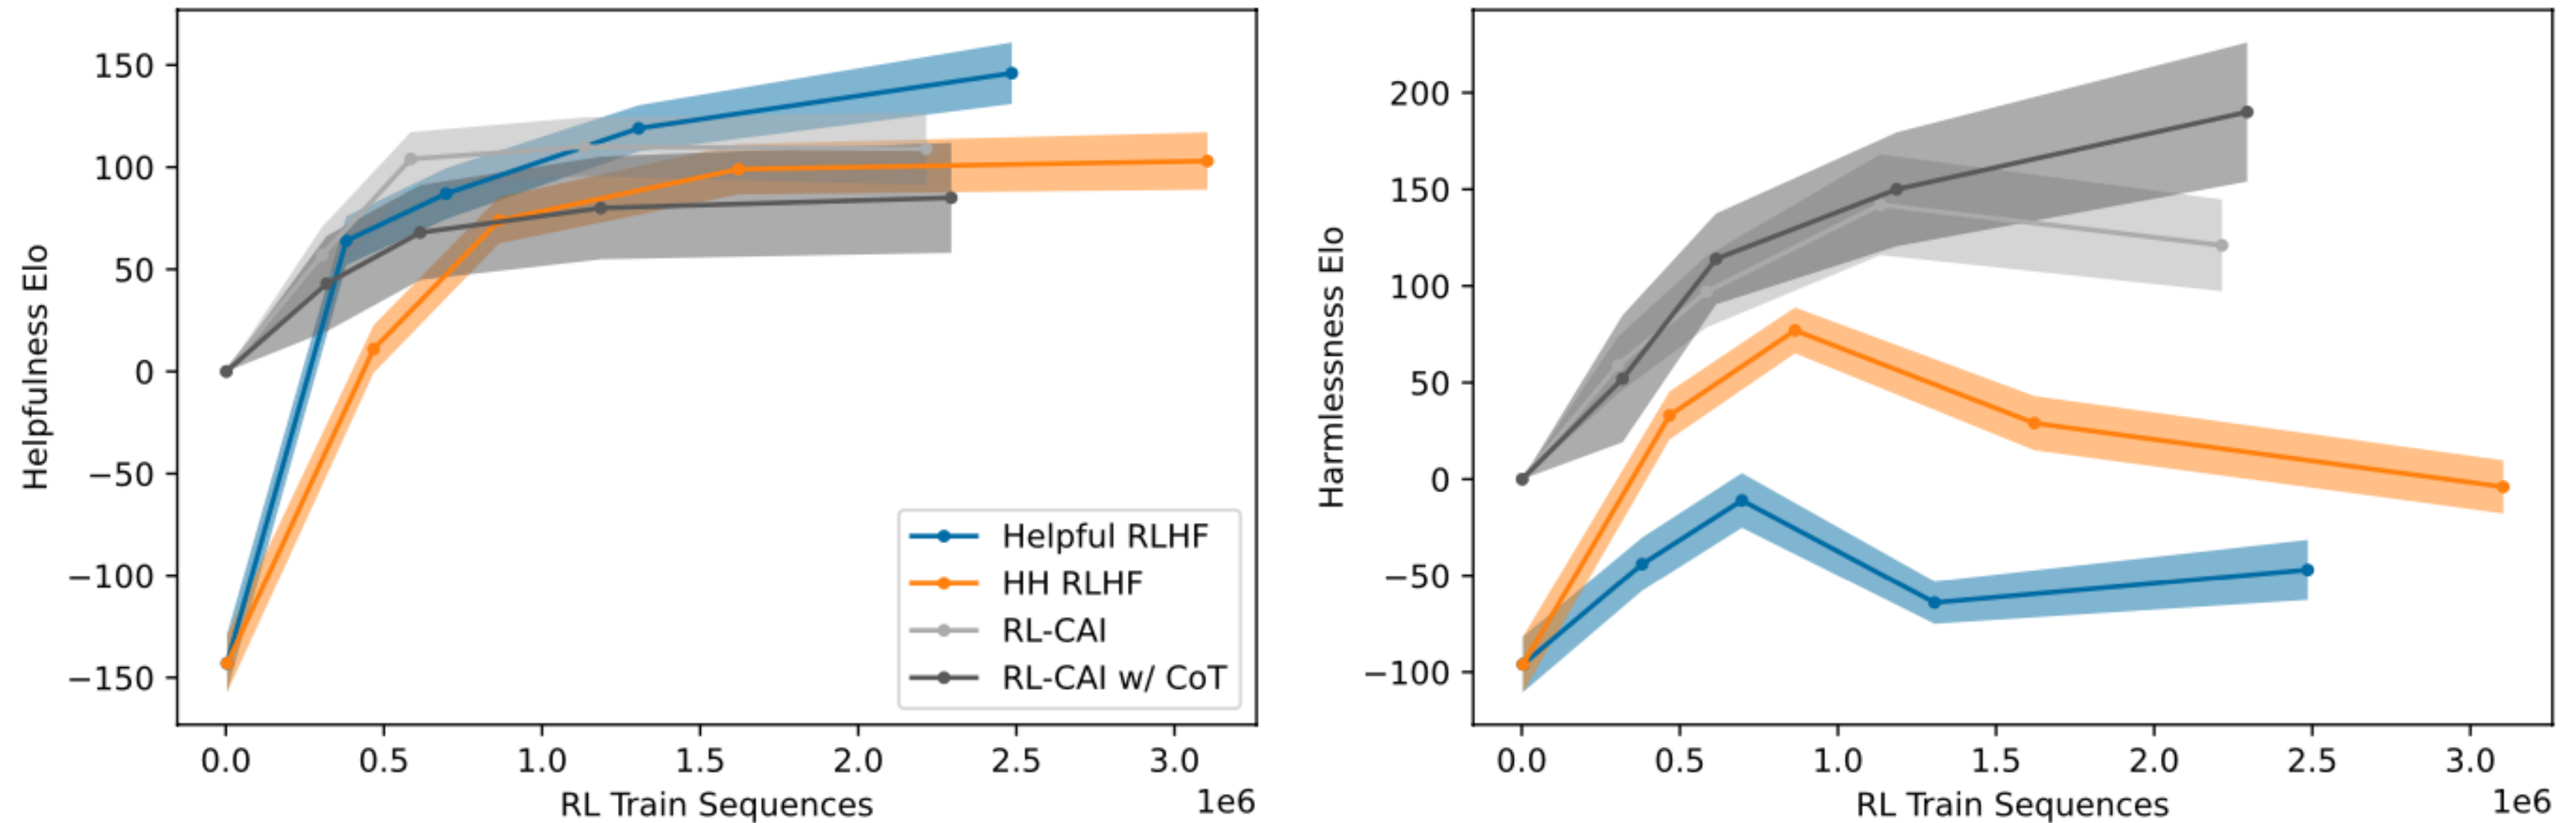 Helpfulness Elo
150
100
50
0
−50
−100
−150
Helpful RLHF
HH RLHF
RL-CAI
RL-CAI w/ CoT
0.0 0.5 1.0 1.5 2.0 2.5 3.0
RL Train Sequences
1e6
Harmlessness Elo
200
150
100
50
0
−50
−100
0.0 0.5 1.0 1.5 2.0 2.5 3.0
RL Train Sequences
1e6